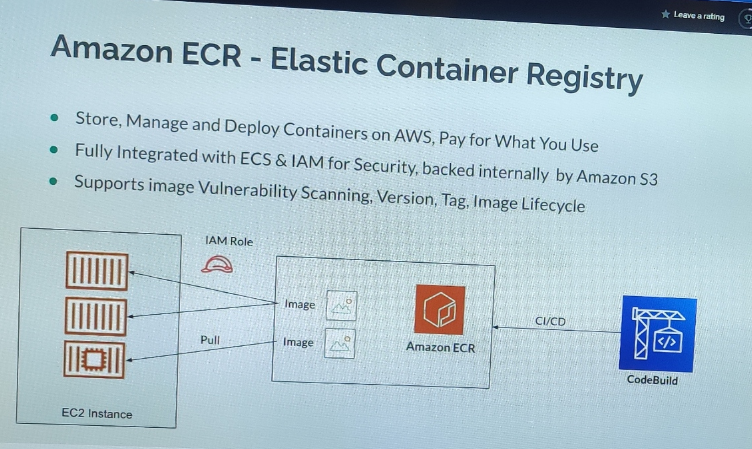 Leave a rating
Amazon ECR - Elastic Container Registry
Store, Manage and Deploy Containers on AWS, Pay for What You Use
Fully Integrated with ECS & IAM for Security, backed internally by Amazon S3
Supports image Vulnerability Scanning, Version, Tag, Image Lifecycle
IAM Role
Image
Image
Pull
Amazon ECR
CI/CD
</>
CodeBuild
EC2 Instance